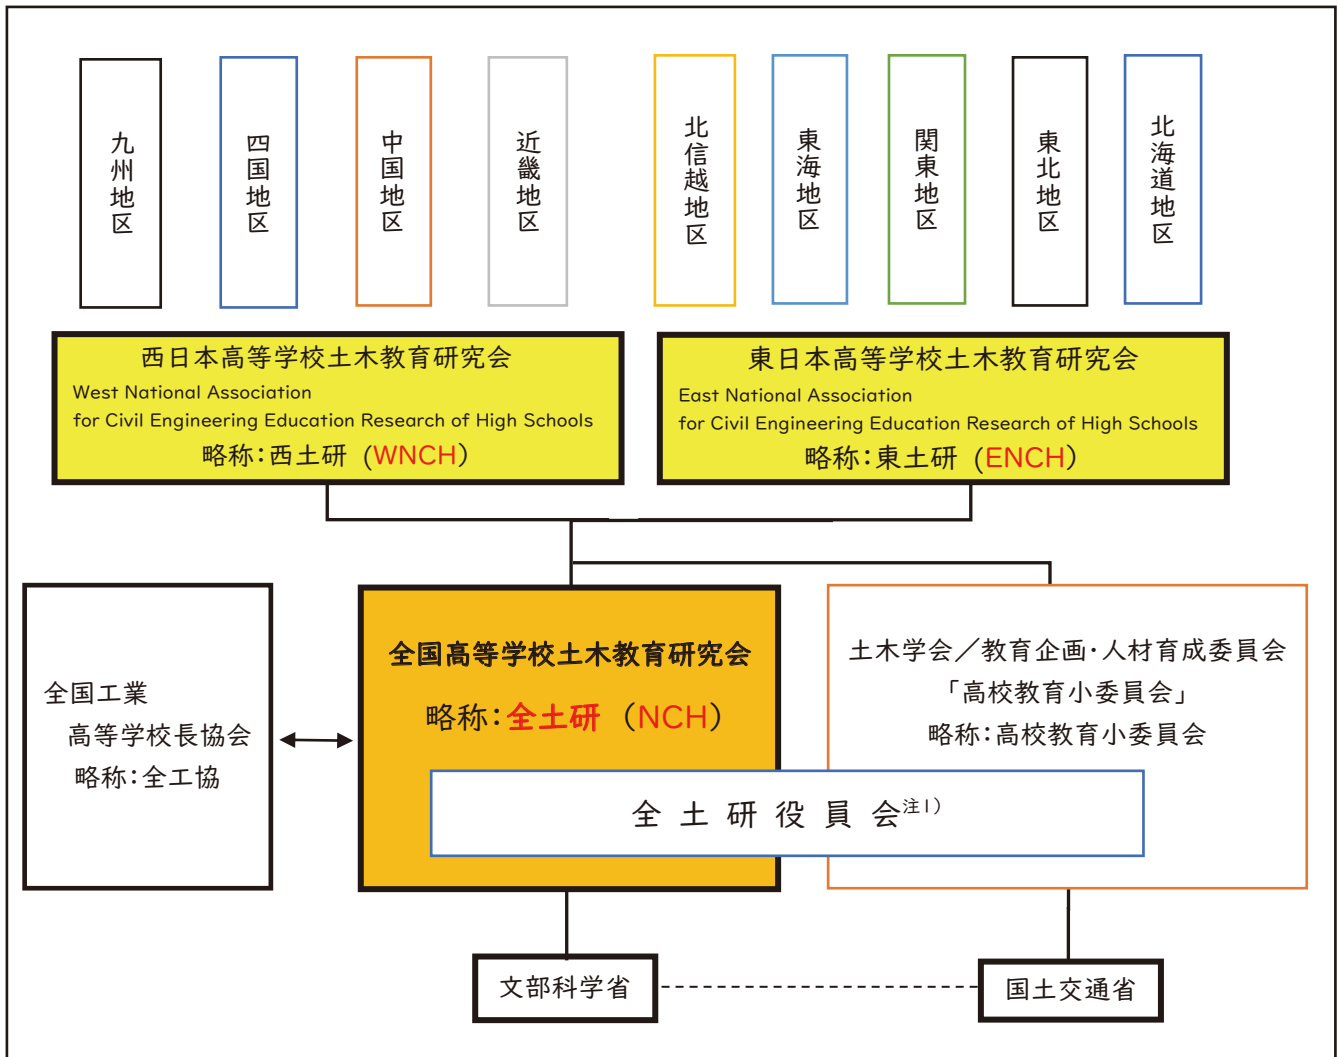 九州地区
四国地区
中国地区
近畿地区
北信越地区
東海地区
関東地区
東北地区
北海道地区
西日本高等学校土木教育研究会
West National Association
for Civil Engineering Education Research of High Schools
略称:西土研 (WNCH)
東日本高等学校土木教育研究会
East National Association
for Civil Engineering Education Research of High Schools
略称:東土研 (ENCH)
全国工業
高等学校長協会
略称:全工協
全国高等学校土木教育研究会
略称:全土研 (NCH)
土木学会/教育企画・人材育成委員会
「高校教育小委員会」
略称:高校教育小委員会
全土研役員会注1)
文部科学省
国土交通省